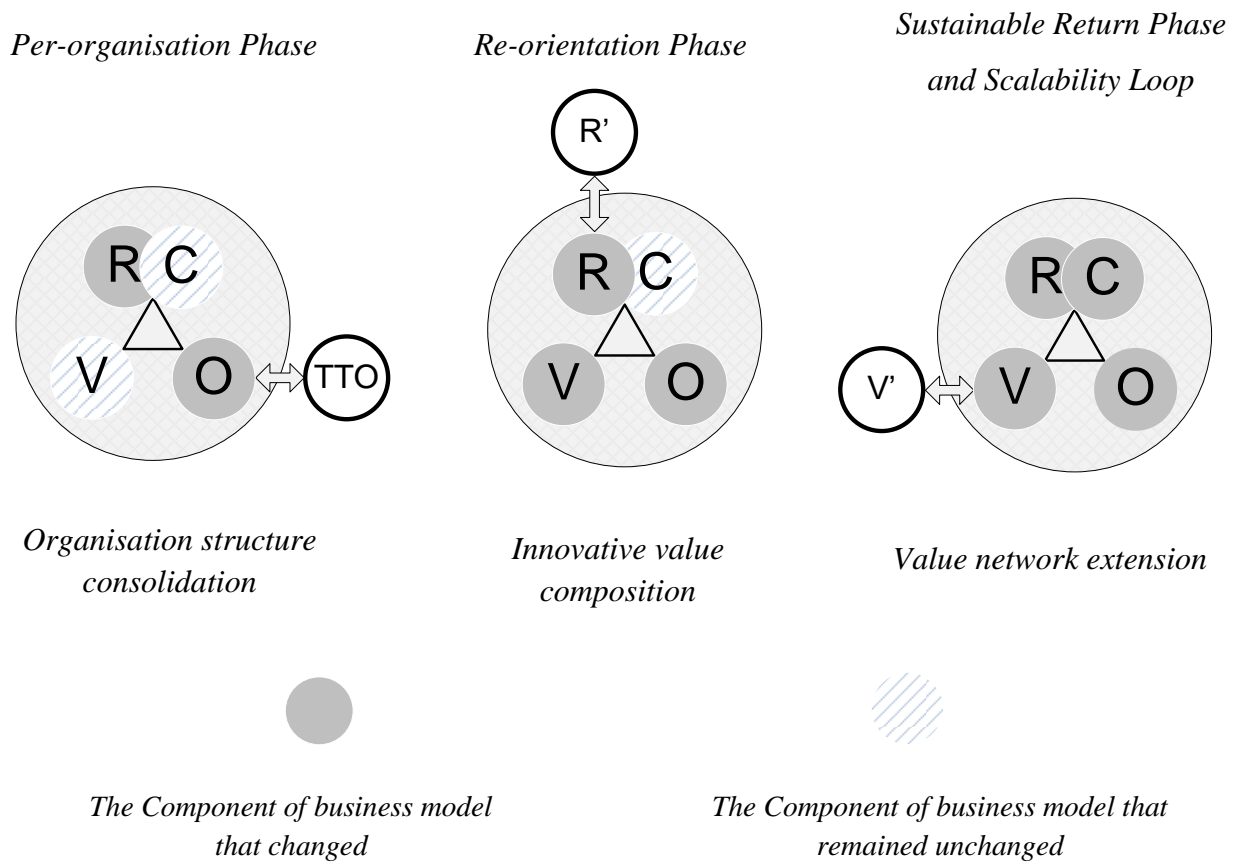 Per-organisation Phase
Re-orientation Phase
Sustainable Return Phase
and Scalability Loop
R C
V O
TTO
R'
R C
V O
R C
V O
V'
Organisation structure
consolidation
Innovative value
composition
Value network extension
The Component of business model
that changed
The Component of business model that
remained unchanged